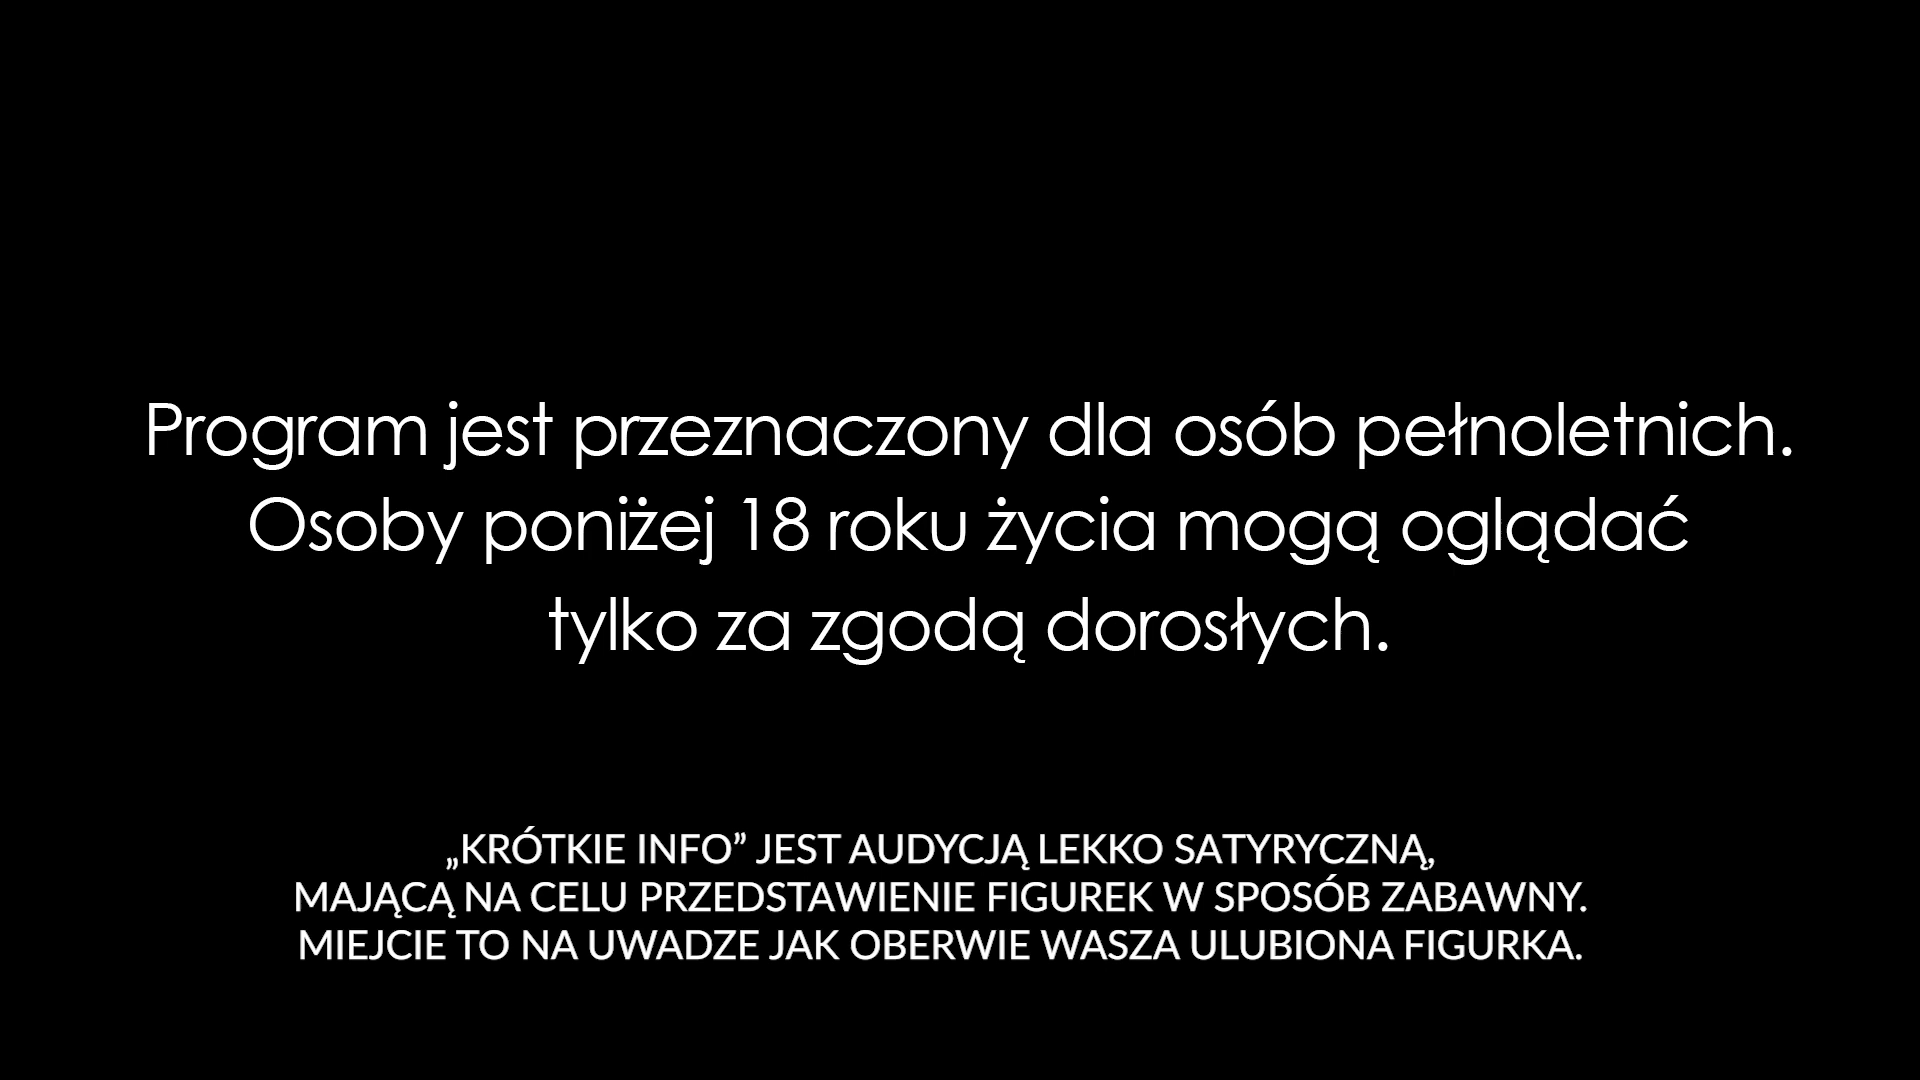 Program jest przeznaczony dla osób pełnoletnich.
Osoby poniżej 18 roku życia mogą oglądać
tylko za zgodą dorosłych.
„KRÓTKIE INFO” JEST AUDYCJĄ LEKKO SATYRYCZNĄ,
MAJĄCĄ NA CELU PRZEDSTAWIENIE FIGUREK W SPOSÓB ZABAWNY.
MIEJCIE TO NA UWADZE JAK OBERWIE WASZA ULUBIONA FIGURKA.